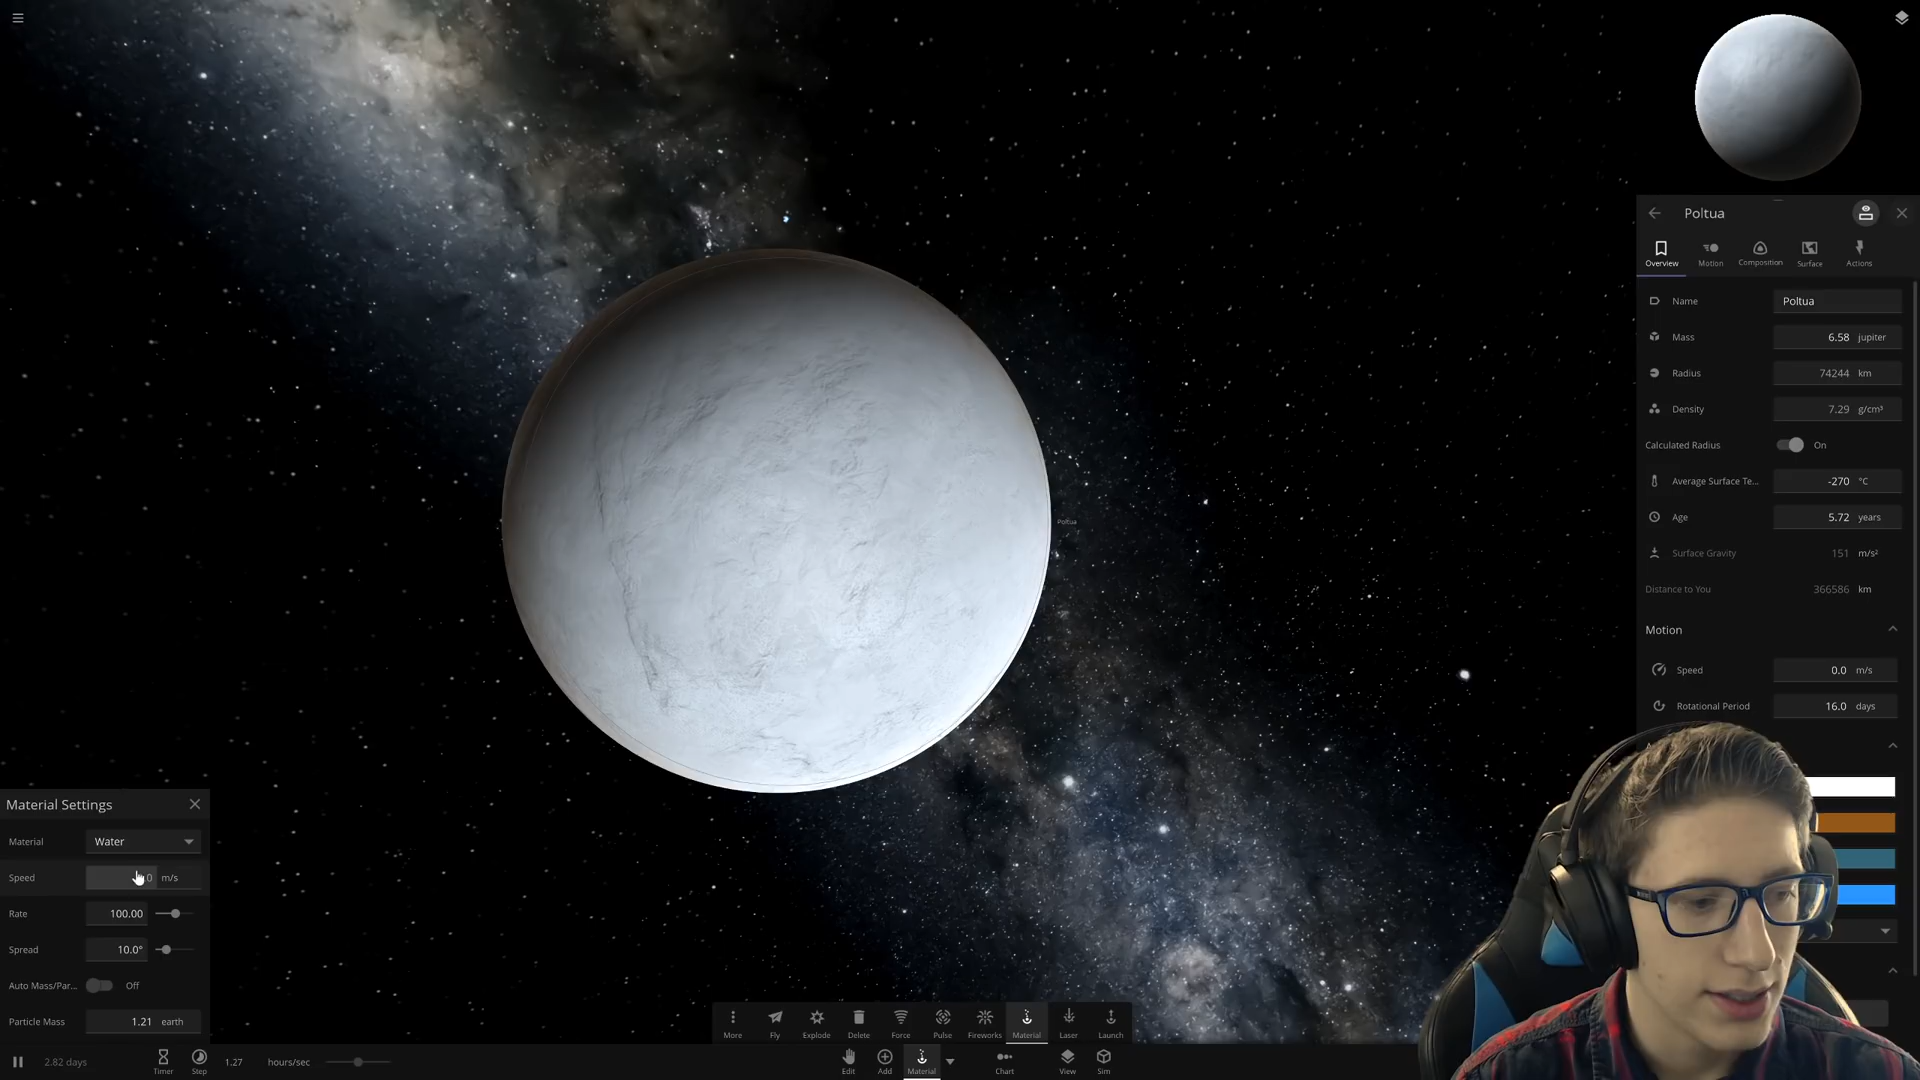 Poltua
Overview
Motion
Composition
Surface
Actions
Name Poltua
Mass 6.58 jupiter
Radius 74244 km
Density 7.29 g/cm³
Calculated Radius On
Average Surface Te... -270 °C
Age 5.72 years
Surface Gravity 151 m/s²
Distance to You 366586 km
Motion
Speed 0.0 m/s
Rotational Period 16.0 days
Poltua
Material Settings
Material Water
Speed m/s
Rate 100.00
Spread 10.0°
Auto Mass/Par... Off
Particle Mass 1.21 earth
More
Fly
Explode
Delete
Force
Pulse
Fireworks
Material
Laser
Launch
2.82 days
Timer
Step
1.27 hours/sec
Edit
Add
Material
Chart
View
Sim